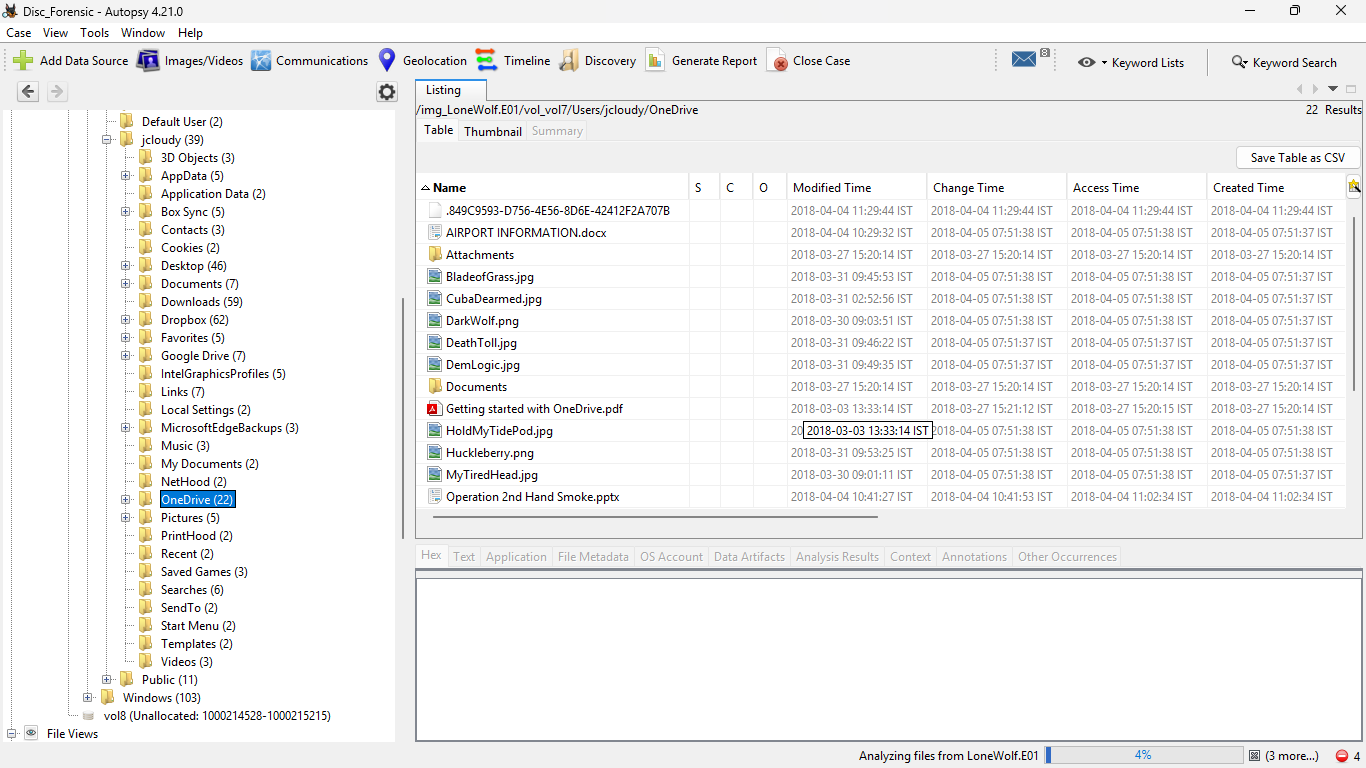 Disc_Forensic - Autopsy 4.21.0
Case View Tools Window Help
Add Data Source Images/Videos Communications Geolocation Timeline Discovery Generate Report Close Case 8 Keyword Lists Keyword Search
Listing
/img_LoneWolf.E01/vol_vol7/Users/jcloudy/OneDrive 22 Results
Table Thumbnail Summary
Save Table as CSV
Default User (2)
jcloudy (39)
3D Objects (3)
AppData (5)
Application Data (2)
Box Sync (5)
Contacts (3)
Cookies (2)
Desktop (46)
Documents (7)
Downloads (59)
Dropbox (62)
Favorites (5)
Google Drive (7)
IntelGraphicsProfiles (5)
Links (7)
Local Settings (2)
MicrosoftEdgeBackups (3)
Music (3)
My Documents (2)
NetHood (2)
OneDrive (22)
Pictures (5)
PrintHood (2)
Recent (2)
Saved Games (3)
Searches (6)
SendTo (2)
Start Menu (2)
Templates (2)
Videos (3)
Public (11)
Windows (103)
vol8 (Unallocated: 1000214528-1000215215)
File Views
Name S C O Modified Time Change Time Access Time Created Time
.849C9593-D756-4E56-8D6E-42412F2A707B 2018-04-04 11:29:44 IST 2018-04-04 11:29:44 IST 2018-04-04 11:29:44 IST 2018-04-04 11:29:44 IST
AIRPORT INFORMATION.docx 2018-04-04 10:29:32 IST 2018-04-05 07:51:38 IST 2018-04-05 07:51:38 IST 2018-04-05 07:51:38 IST
Attachments 2018-03-27 15:20:14 IST 2018-03-27 15:20:14 IST 2018-03-27 15:20:14 IST 2018-03-27 15:20:14 IST
BladeofGrass.jpg 2018-03-31 09:45:53 IST 2018-04-05 07:51:38 IST 2018-04-05 07:51:38 IST 2018-04-05 07:51:37 IST
CubaDearmed.jpg 2018-03-31 02:52:56 IST 2018-04-05 07:51:38 IST 2018-04-05 07:51:38 IST 2018-04-05 07:51:37 IST
DarkWolf.png 2018-03-30 09:03:51 IST 2018-04-05 07:51:38 IST 2018-04-05 07:51:38 IST 2018-04-05 07:51:37 IST
DeathToll.jpg 2018-03-31 09:46:22 IST 2018-04-05 07:51:38 IST 2018-04-05 07:51:38 IST 2018-04-05 07:51:37 IST
DemLogic.jpg 2018-03-31 09:49:35 IST 2018-04-05 07:51:37 IST 2018-04-05 07:51:37 IST 2018-04-05 07:51:37 IST
Documents 2018-03-27 15:20:14 IST 2018-03-27 15:20:14 IST 2018-03-27 15:20:14 IST 2018-03-27 15:20:14 IST
Getting started with OneDrive.pdf 2018-03-03 13:33:14 IST 2018-03-27 15:21:12 IST 2018-03-27 15:20:15 IST 2018-03-27 15:20:14 IST
HoldMyTidePod.jpg 20 2018-03-03 13:33:14 IST 2018-04-05 07:51:38 IST 2018-04-05 07:51:38 IST 2018-04-05 07:51:38 IST
Huckleberry.png 2018-03-31 09:53:25 IST 2018-04-05 07:51:38 IST 2018-04-05 07:51:38 IST 2018-04-05 07:51:37 IST
MyTiredHead.jpg 2018-03-30 09:01:11 IST 2018-04-05 07:51:38 IST 2018-04-05 07:51:38 IST 2018-04-05 07:51:37 IST
Operation 2nd Hand Smoke.pptx 2018-04-04 10:41:27 IST 2018-04-04 10:41:53 IST 2018-04-04 11:02:34 IST 2018-04-04 11:02:34 IST
Hex Text Application File Metadata OS Account Data Artifacts Analysis Results Context Annotations Other Occurrences
Analyzing files from LoneWolf.E01 4% (3 more...) 4